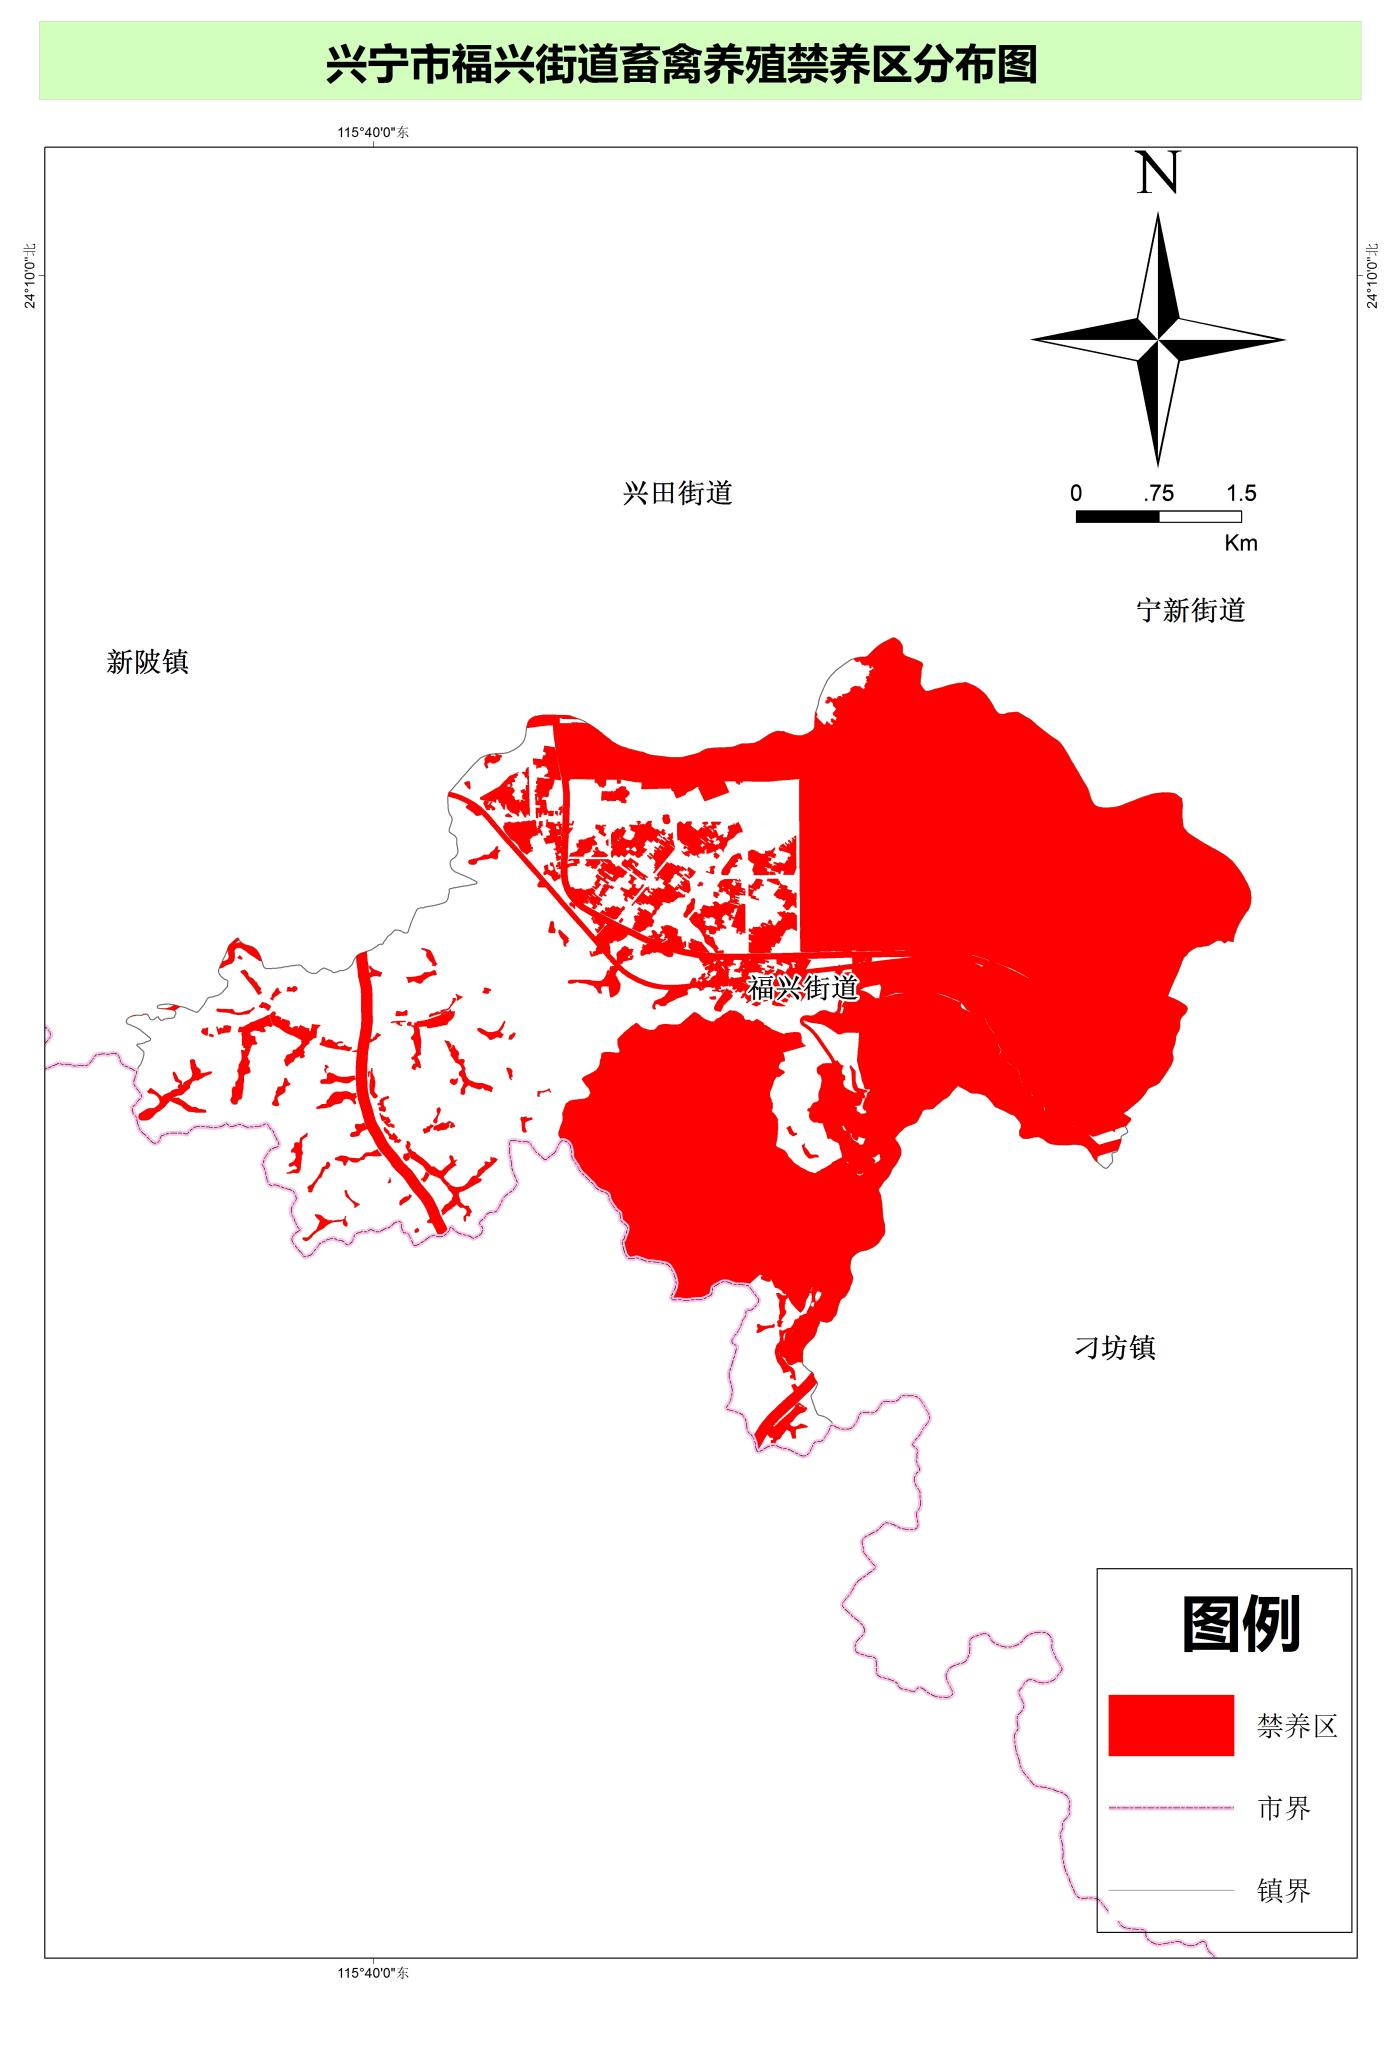 兴宁市福兴街道畜禽养殖禁养区分布图
115°40'0"东
N
24°10'0"北
24°10'0"北
兴田街道
0 .75 1.5
Km
宁新街道
新陂镇
福兴街道
刁坊镇
图例
禁养区
市界
镇界
115°40'0"东